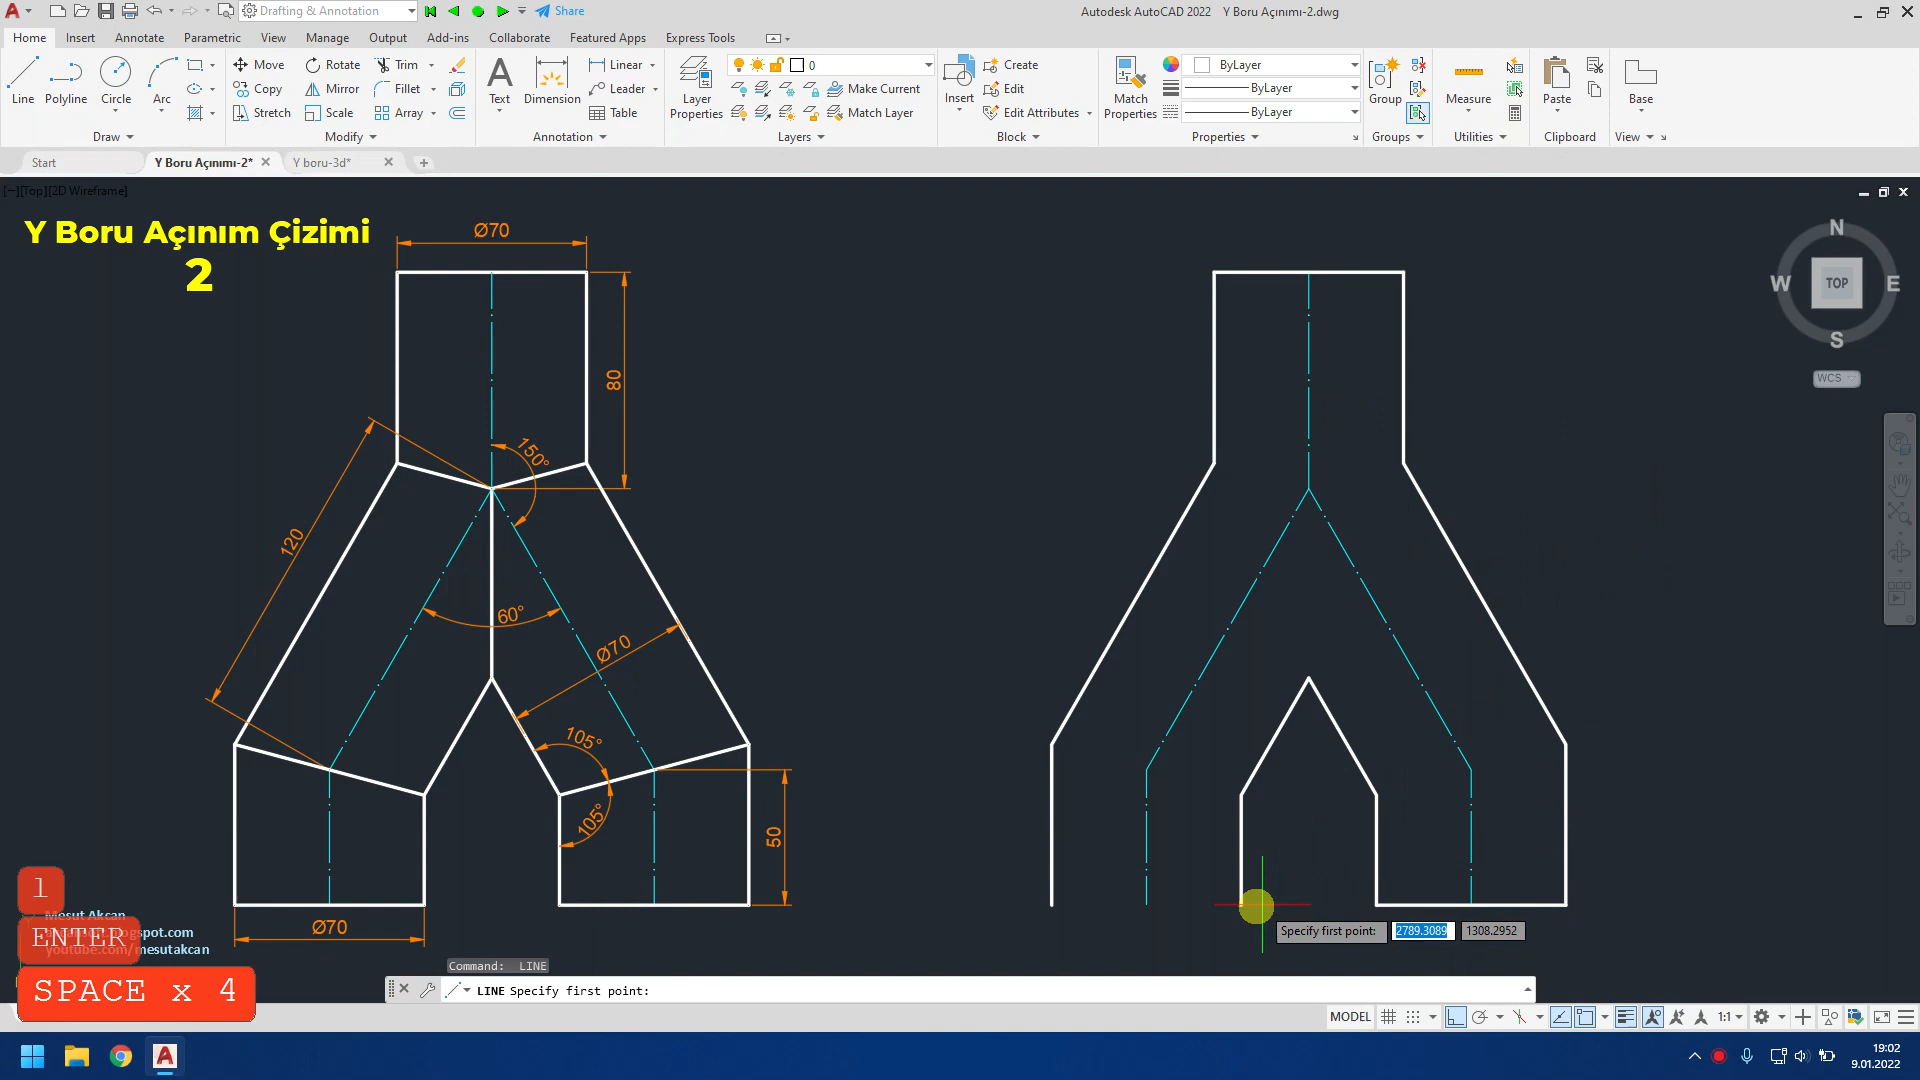 Drafting & Annotation
Share
Autodesk AutoCAD 2022 Y Boru Açınımı-2.dwg
Home Insert Annotate Parametric View Manage Output Add-ins Collaborate Featured Apps Express Tools
Line Polyline Circle Arc
Move Rotate Trim
Copy Mirror Fillet
Stretch Scale Array
Text Dimension
Linear
Leader
Table
Layer Properties
0
Make Current
Match Layer
Insert
Create
Edit
Edit Attributes
Match Properties
ByLayer
ByLayer
ByLayer
Group
Measure
Paste
Base
Draw Modify Annotation Layers Block Properties Groups Utilities Clipboard View
Start Y Boru Açınımı-2* Y boru-3d*
[−][Top][2D Wireframe]
Y Boru Açınım Çizimi
2
Ø70
80
150°
120
60°
Ø70
105°
105°
50
Ø70
N
W TOP E
S
WCS
Specify first point: 2789.3089 1308.2952
l
Mesut Akcan
ENTER
spot.com
youtube.com/mesutakcan
SPACE x 4
Command: LINE
LINE Specify first point:
MODEL 1:1
19:02
9.01.2022